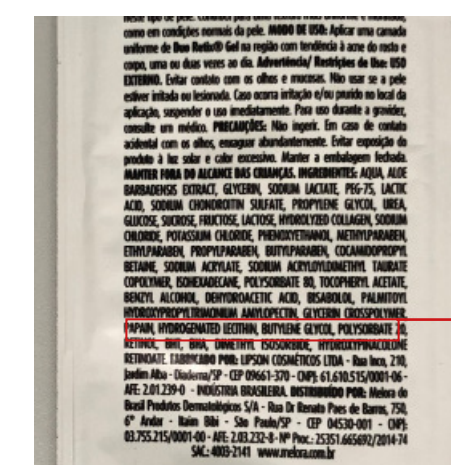 neste tipo de pele.
como em condições normais da pele. MODO DE USO: Aplicar uma camada
uniforme de Duo Retix® Gel na região com tendência à acne do rosto e
corpo, uma ou duas vezes ao dia. Advertência/ Restrições de Uso: USO
EXTERNO. Evitar contato com os olhos e mucosas. Não usar se a pele
estiver irritada ou lesionada. Caso ocorra irritação e/ou prurido no local da
aplicação, suspender o uso imediatamente. Para uso durante a gravidez,
consulte um médico. PRECAUÇÕES: Não ingerir. Em caso de contato
acidental com os olhos, enxaguar abundantemente. Evitar exposição do
produto à luz solar e calor excessivo. Manter a embalagem fechada.
MANTER FORA DO ALCANCE DAS CRIANÇAS. INGREDIENTES: AQUA, ALOE
BARBADENSIS EXTRACT, GLYCERIN, SODIUM LACTATE, PEG-75, LACTIC
ACID, SODIUM CHONDROITIN SULFATE, PROPYLENE GLYCOL, UREA,
GLUCOSE, SUCROSE, FRUCTOSE, LACTOSE, HYDROLYZED COLLAGEN, SODIUM
CHLORIDE, POTASSIUM CHLORIDE, PHENOXYETHANOL, METHYLPARABEN,
ETHYLPARABEN, PROPYLPARABEN, BUTYLPARABEN, COCAMIDOPROPYL
BETAINE, SODIUM ACRYLATE, SODIUM ACRYLOYLDIMETHYL TAURATE
COPOLYMER, ISOHEXADECANE, POLYSORBATE 80, TOCOPHERYL ACETATE,
BENZYL ALCOHOL, DEHYDROACETIC ACID, BISABOLOL, PALMITOYL
HYDROXYPROPYLTRIMONIUM AMYLOPECTIN, GLYCERIN CROSSPOLYMER,
PAPAIN, HYDROGENATED LECITHIN, BUTYLENE GLYCOL, POLYSORBATE 20,
RETINOL, BHT, BHA, DIMETHYL ISOSORBIDE, HYDROXYPINACOLONE
RETINOATE. FABRICADO POR: LIPSON COSMÉTICOS LTDA - Rua Inco, 210,
Jardim Alba - Diadema/SP - CEP 09661-370 - CNPJ: 61.610.515/0001-06 -
AFE: 2.01.239-0 - INDÚSTRIA BRASILEIRA. DISTRIBUÍDO POR: Melora do
Brasil Produtos Dermatológicos S/A - Rua Dr Renato Paes de Barros, 750,
6º Andar - Itaim Bibi - São Paulo/SP - CEP 04530-001 - CNPJ:
03.755.215/0001-00 - AFE: 2.03.232-8 - Nº Proc.: 25351.665692/2014-74
SAC: 4003-2141 www.melora.com.br